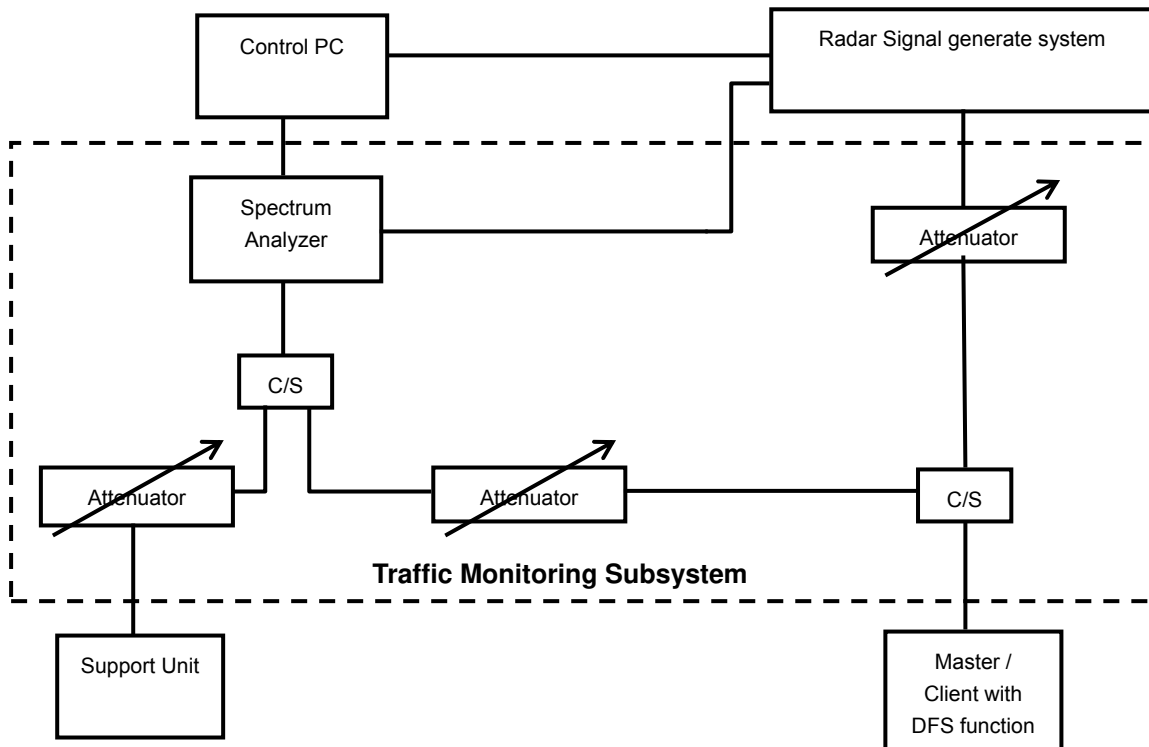 Control PC
Radar Signal generate system
Spectrum
Analyzer
Attenuator
C/S
Attenuator
Attenuator
C/S
Traffic Monitoring Subsystem
Support Unit
Master /
Client with
DFS function